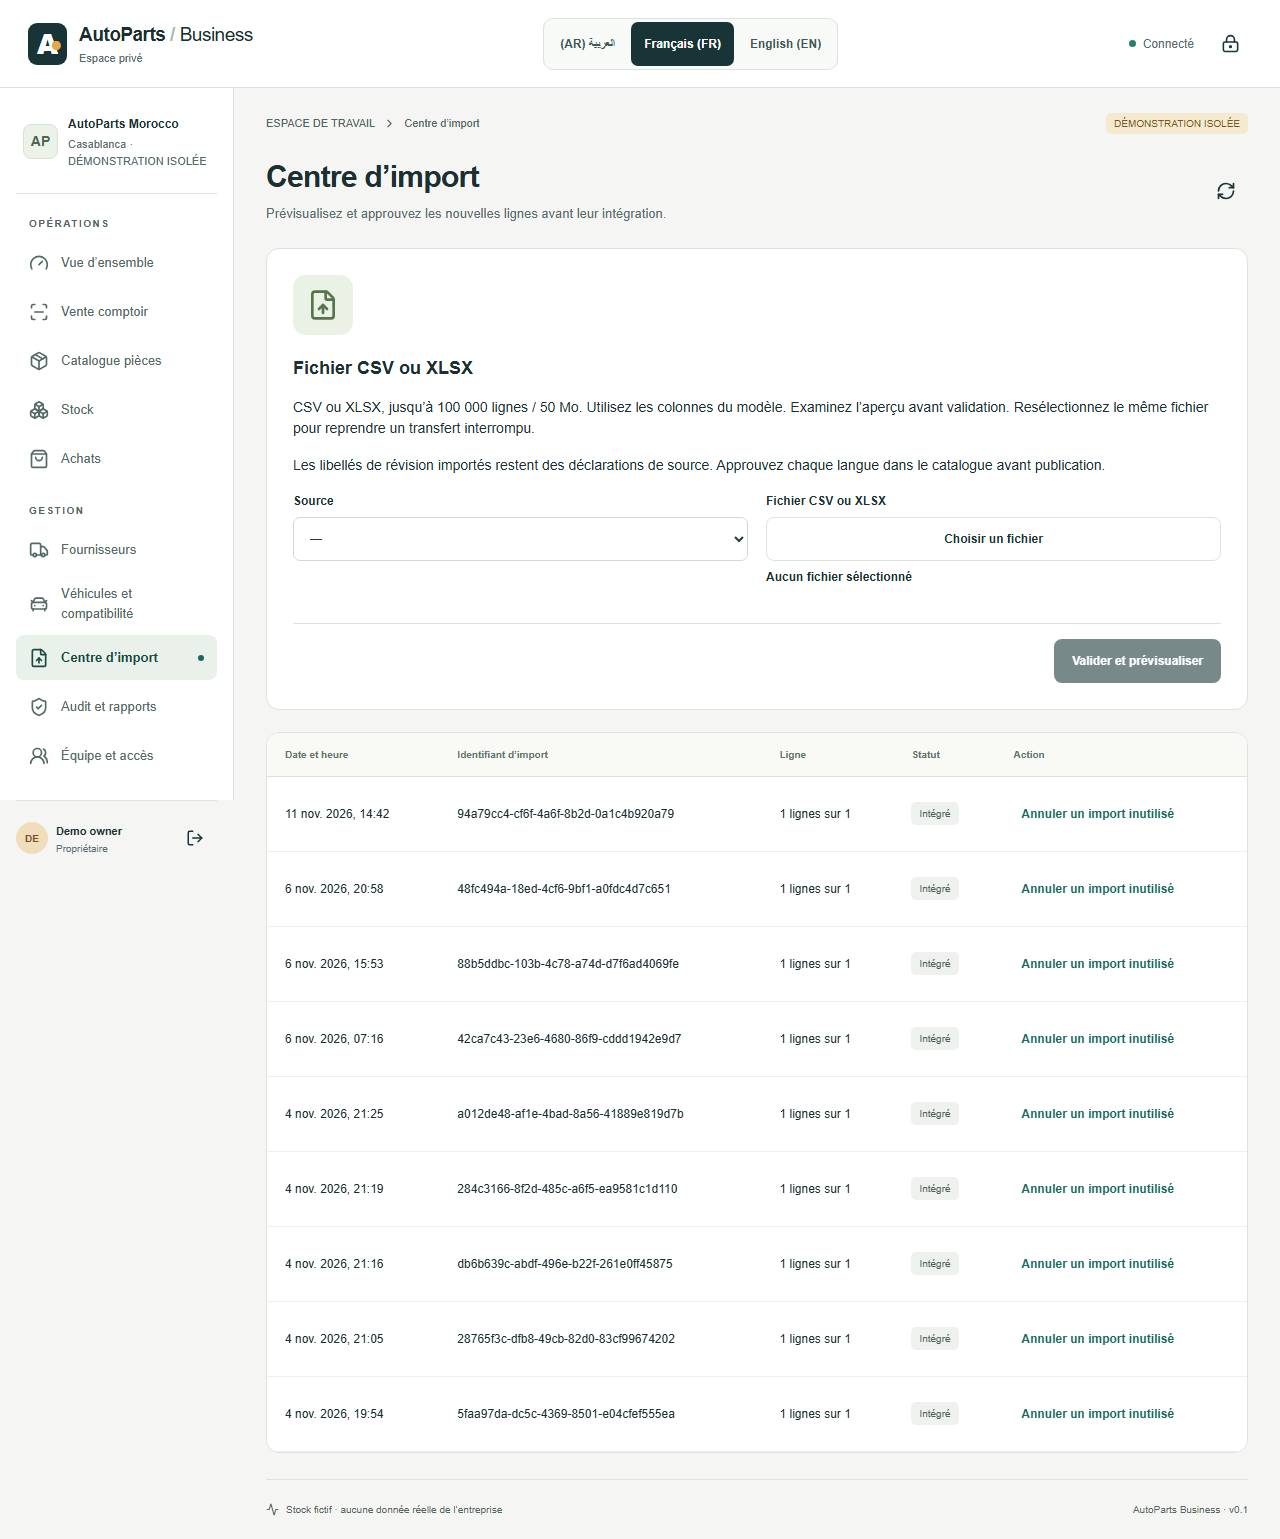 AutoParts / Business
Espace privé
العربية (AR)
Français (FR)
English (EN)
Connecté
AP
AutoParts Morocco
Casablanca ·
DÉMONSTRATION ISOLÉE
OPÉRATIONS
Vue d’ensemble
Vente comptoir
Catalogue pièces
Stock
Achats
GESTION
Fournisseurs
Véhicules et
compatibilité
Centre d’import
Audit et rapports
Équipe et accès
DE
Demo owner
Propriétaire
ESPACE DE TRAVAIL
Centre d’import
DÉMONSTRATION ISOLÉE
Centre d’import
Prévisualisez et approuvez les nouvelles lignes avant leur intégration.
Fichier CSV ou XLSX
CSV ou XLSX, jusqu’à 100 000 lignes / 50 Mo. Utilisez les colonnes du modèle. Examinez l’aperçu avant validation. Resélectionnez le même fichier
pour reprendre un transfert interrompu.
Les libellés de révision importés restent des déclarations de source. Approuvez chaque langue dans le catalogue avant publication.
Source
—
Fichier CSV ou XLSX
Choisir un fichier
Aucun fichier sélectionné
Valider et prévisualiser
Date et heure Identifiant d’import Ligne Statut Action
11 nov. 2026, 14:42 94a79cc4-cf6f-4a6f-8b2d-0a1c4b920a79 1 lignes sur 1 Intégré Annuler un import inutilisé
6 nov. 2026, 20:58 48fc494a-18ed-4cf6-9bf1-a0fdc4d7c651 1 lignes sur 1 Intégré Annuler un import inutilisé
6 nov. 2026, 15:53 88b5ddbc-103b-4c78-a74d-d7f6ad4069fe 1 lignes sur 1 Intégré Annuler un import inutilisé
6 nov. 2026, 07:16 42ca7c43-23e6-4680-86f9-cddd1942e9d7 1 lignes sur 1 Intégré Annuler un import inutilisé
4 nov. 2026, 21:25 a012de48-af1e-4bad-8a56-41889e819d7b 1 lignes sur 1 Intégré Annuler un import inutilisé
4 nov. 2026, 21:19 284c3166-8f2d-485c-a6f5-ea9581c1d110 1 lignes sur 1 Intégré Annuler un import inutilisé
4 nov. 2026, 21:16 db6b639c-abdf-496e-b22f-261e0ff45875 1 lignes sur 1 Intégré Annuler un import inutilisé
4 nov. 2026, 21:05 28765f3c-dfb8-49cb-82d0-83cf99674202 1 lignes sur 1 Intégré Annuler un import inutilisé
4 nov. 2026, 19:54 5faa97da-dc5c-4369-8501-e04cfef555ea 1 lignes sur 1 Intégré Annuler un import inutilisé
Stock fictif · aucune donnée réelle de l’entreprise
AutoParts Business · v0.1